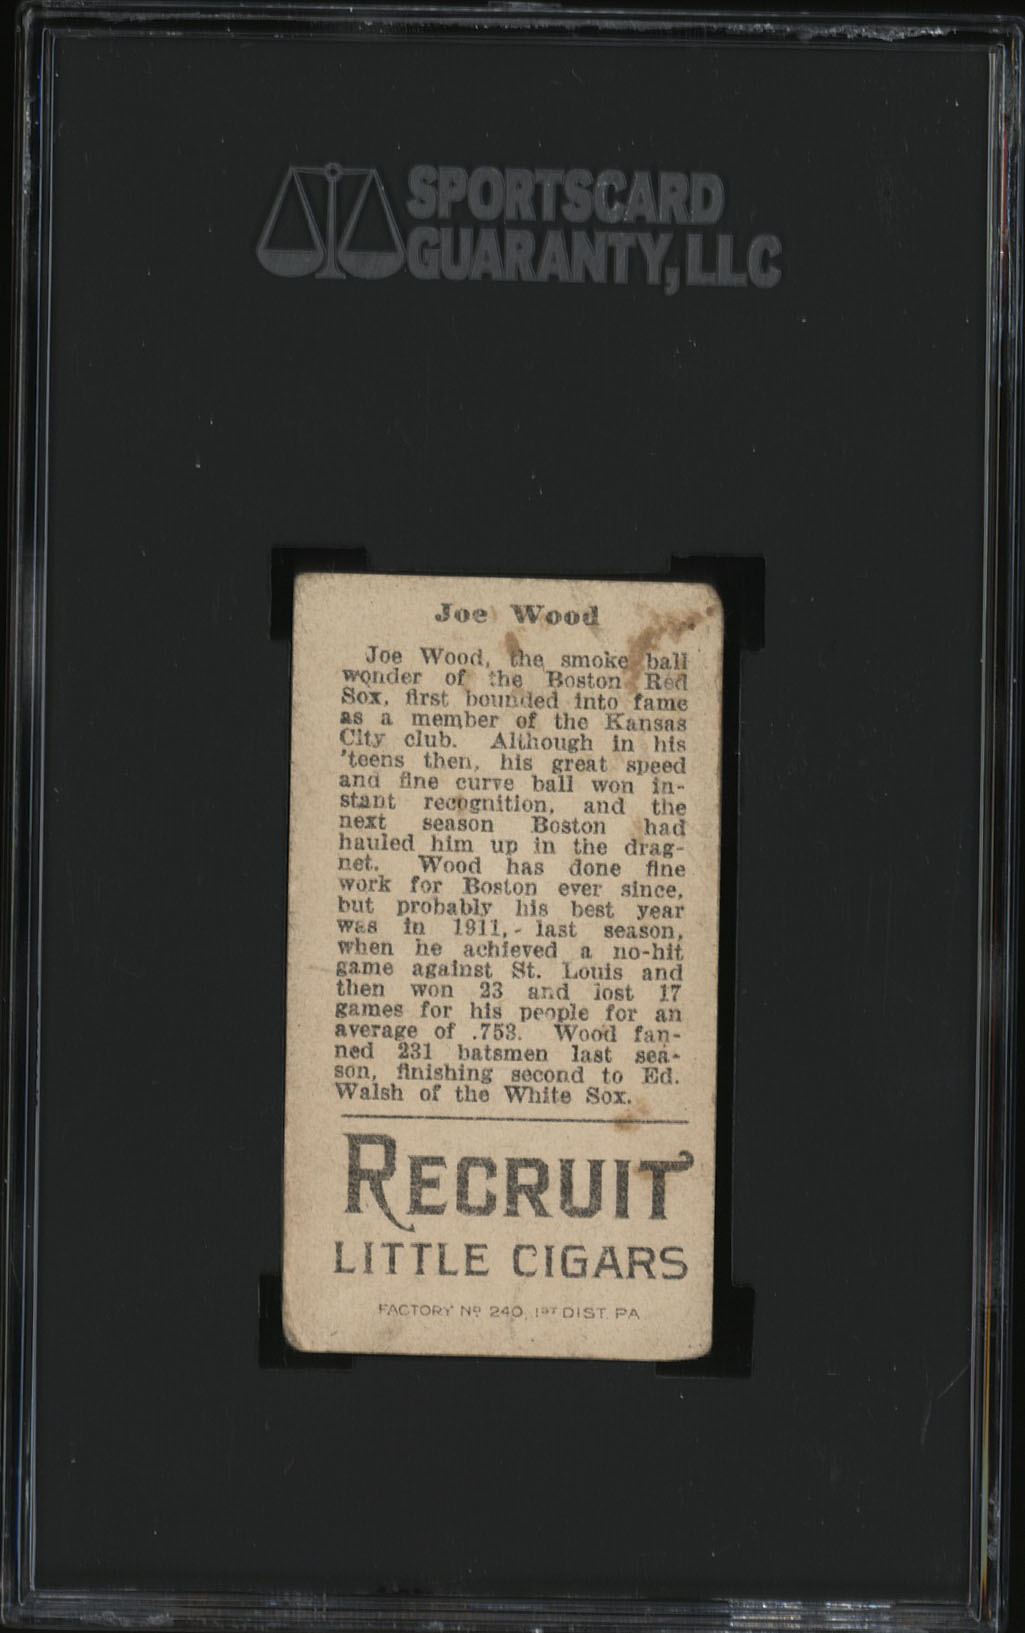 SPORTSCARD
GUARANTY, LLC
Joe Wood
Joe Wood, the smoke ball
wonder of the Boston Red
Sox, first bounded into fame
as a member of the Kansas
City club. Although in his
'teens then, his great speed
and fine curve ball won in-
stant recognition, and the
next season Boston had
hauled him up in the drag-
net. Wood has done fine
work for Boston ever since,
but probably his best year
was in 1911, - last season,
when he achieved a no-hit
game against St. Louis and
then won 23 and lost 17
games for his people for an
average of .753. Wood fan-
ned 231 batsmen last sea-
son, finishing second to Ed.
Walsh of the White Sox.
RECRUIT
LITTLE CIGARS
FACTORY Nº 240, 1ST DIST. PA